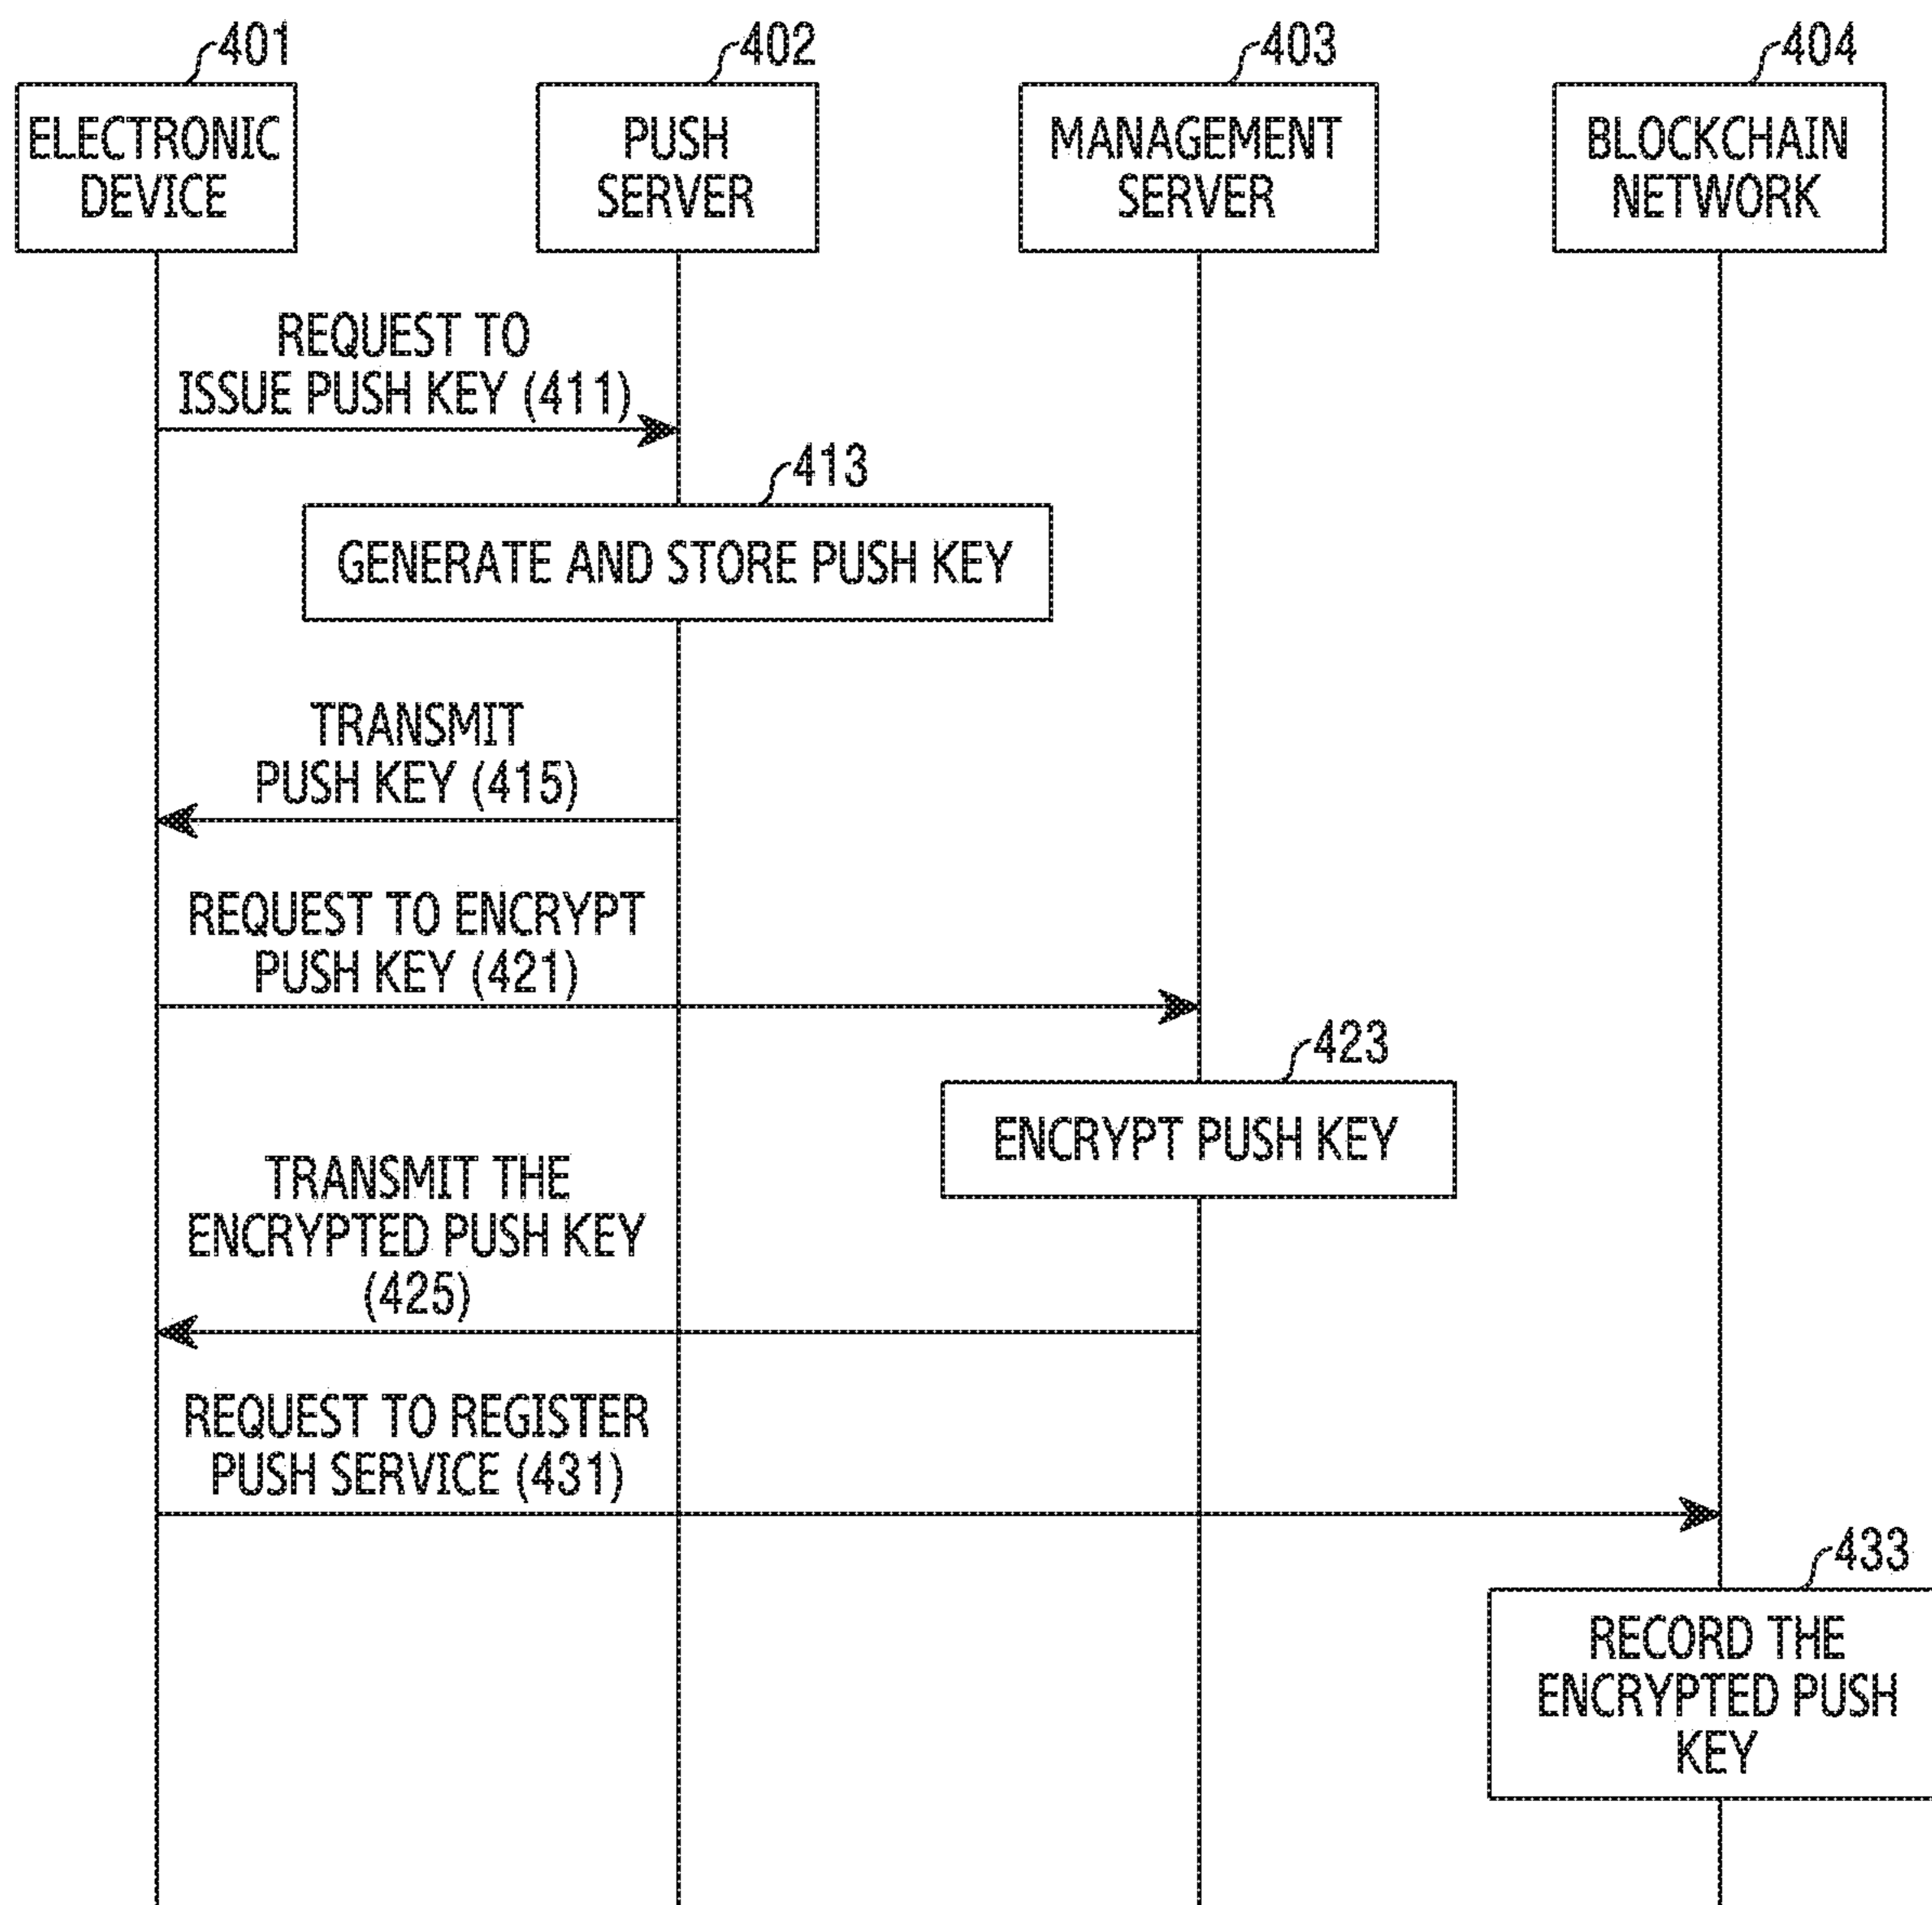 401
402
403
404
ELECTRONIC
DEVICE
PUSH
SERVER
MANAGEMENT
SERVER
BLOCKCHAIN
NETWORK
REQUEST TO
ISSUE PUSH KEY (411)
413
GENERATE AND STORE PUSH KEY
TRANSMIT
PUSH KEY (415)
REQUEST TO ENCRYPT
PUSH KEY (421)
423
ENCRYPT PUSH KEY
TRANSMIT THE
ENCRYPTED PUSH KEY
(425)
REQUEST TO REGISTER
PUSH SERVICE (431)
433
RECORD THE
ENCRYPTED PUSH
KEY